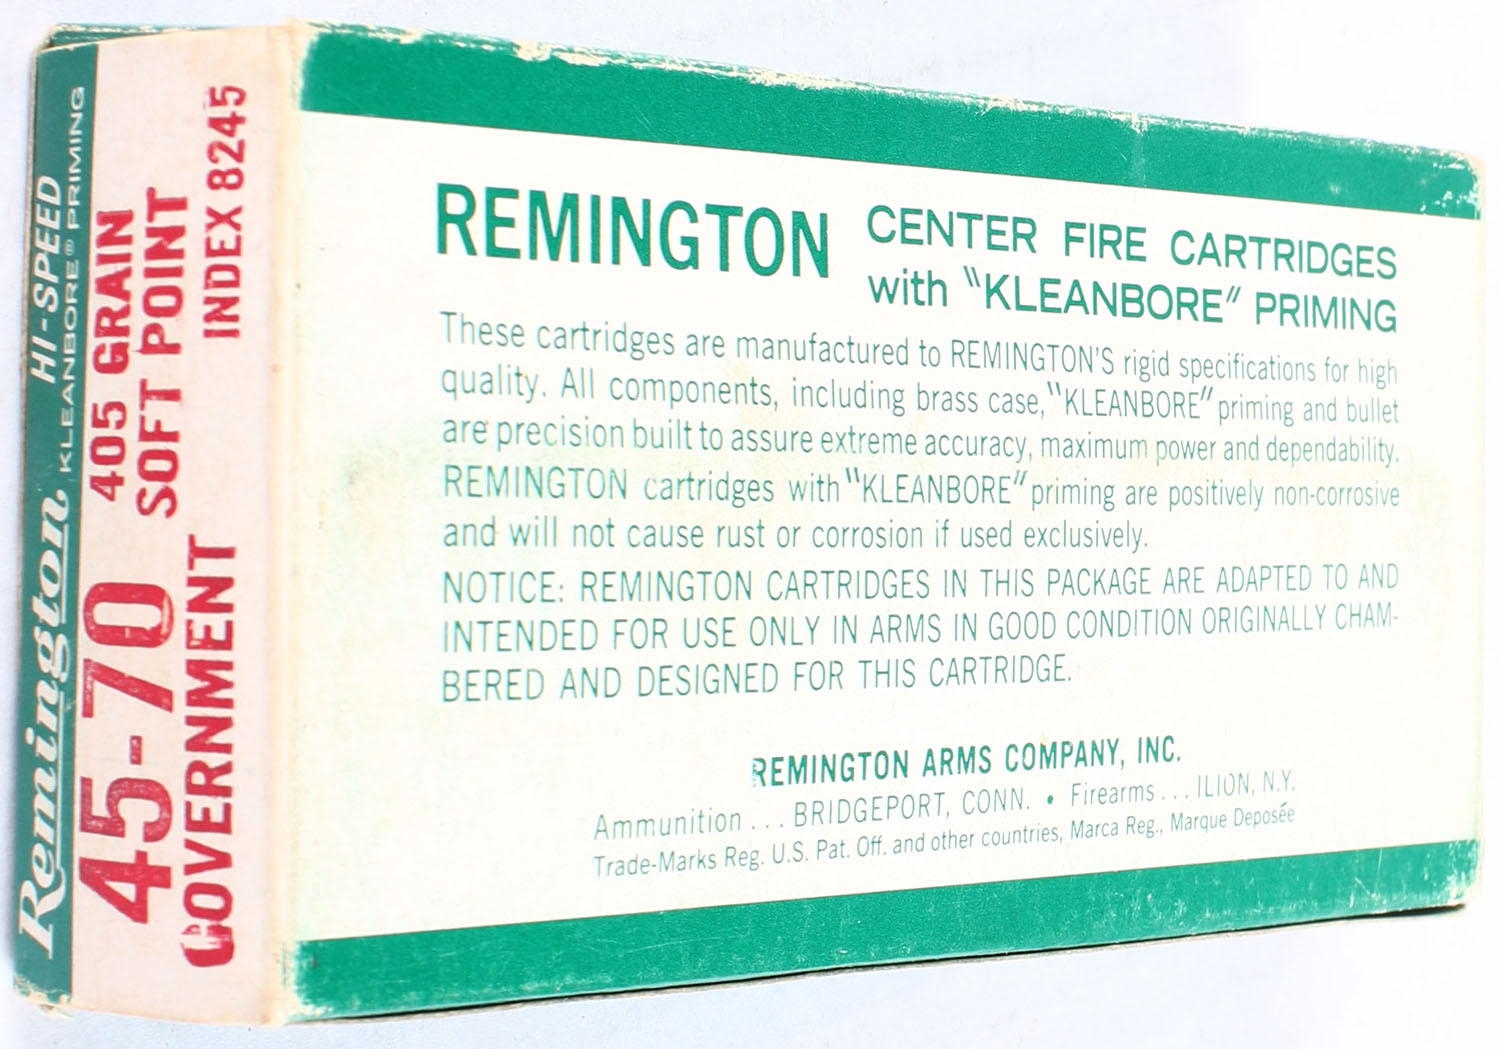 Remington HI-SPEED
KLEANBORE® PRIMING
45-70 405 GRAIN
SOFT POINT
GOVERNMENT INDEX 8245
REMINGTON CENTER FIRE CARTRIDGES
with "KLEANBORE" PRIMING
These cartridges are manufactured to REMINGTON'S rigid specifications for high
quality. All components, including brass case, "KLEANBORE" priming and bullet
are precision built to assure extreme accuracy, maximum power and dependability.
REMINGTON cartridges with "KLEANBORE" priming are positively non-corrosive
and will not cause rust or corrosion if used exclusively.
NOTICE: REMINGTON CARTRIDGES IN THIS PACKAGE ARE ADAPTED TO AND
INTENDED FOR USE ONLY IN ARMS IN GOOD CONDITION ORIGINALLY CHAM-
BERED AND DESIGNED FOR THIS CARTRIDGE.
REMINGTON ARMS COMPANY, INC.
Ammunition ... BRIDGEPORT, CONN. • Firearms ... ILION, N.Y.
Trade-Marks Reg. U.S. Pat. Off. and other countries, Marca Reg., Marque Deposée